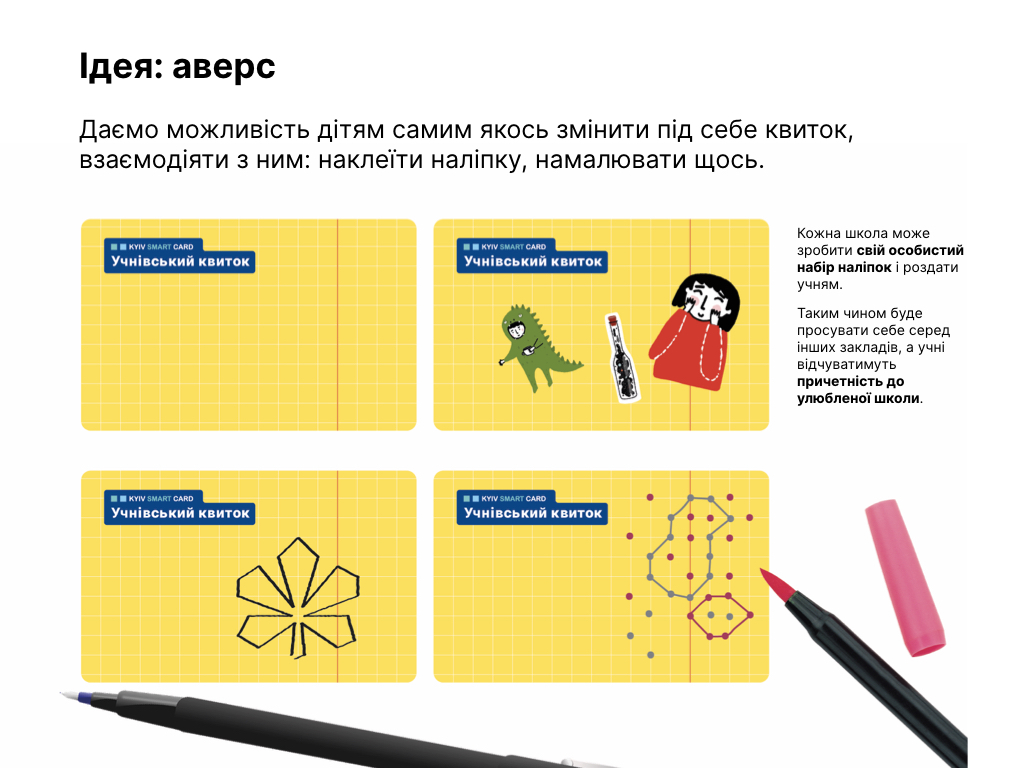 Ідея: аверс
Даємо можливість дітям самим якось змінити під себе квиток,
взаємодіяти з ним: наклеїти наліпку, намалювати щось.
KYIV SMART CARD
Учнівський квиток
KYIV SMART CARD
Учнівський квиток
Кожна школа може
зробити свій особистий
набір наліпок і роздати
учням.
Таким чином буде
просувати себе серед
інших закладів, а учні
відчуватимуть
причетність до
улюбленої школи.
KYIV SMART CARD
Учнівський квиток
KYIV SMART CARD
Учнівський квиток